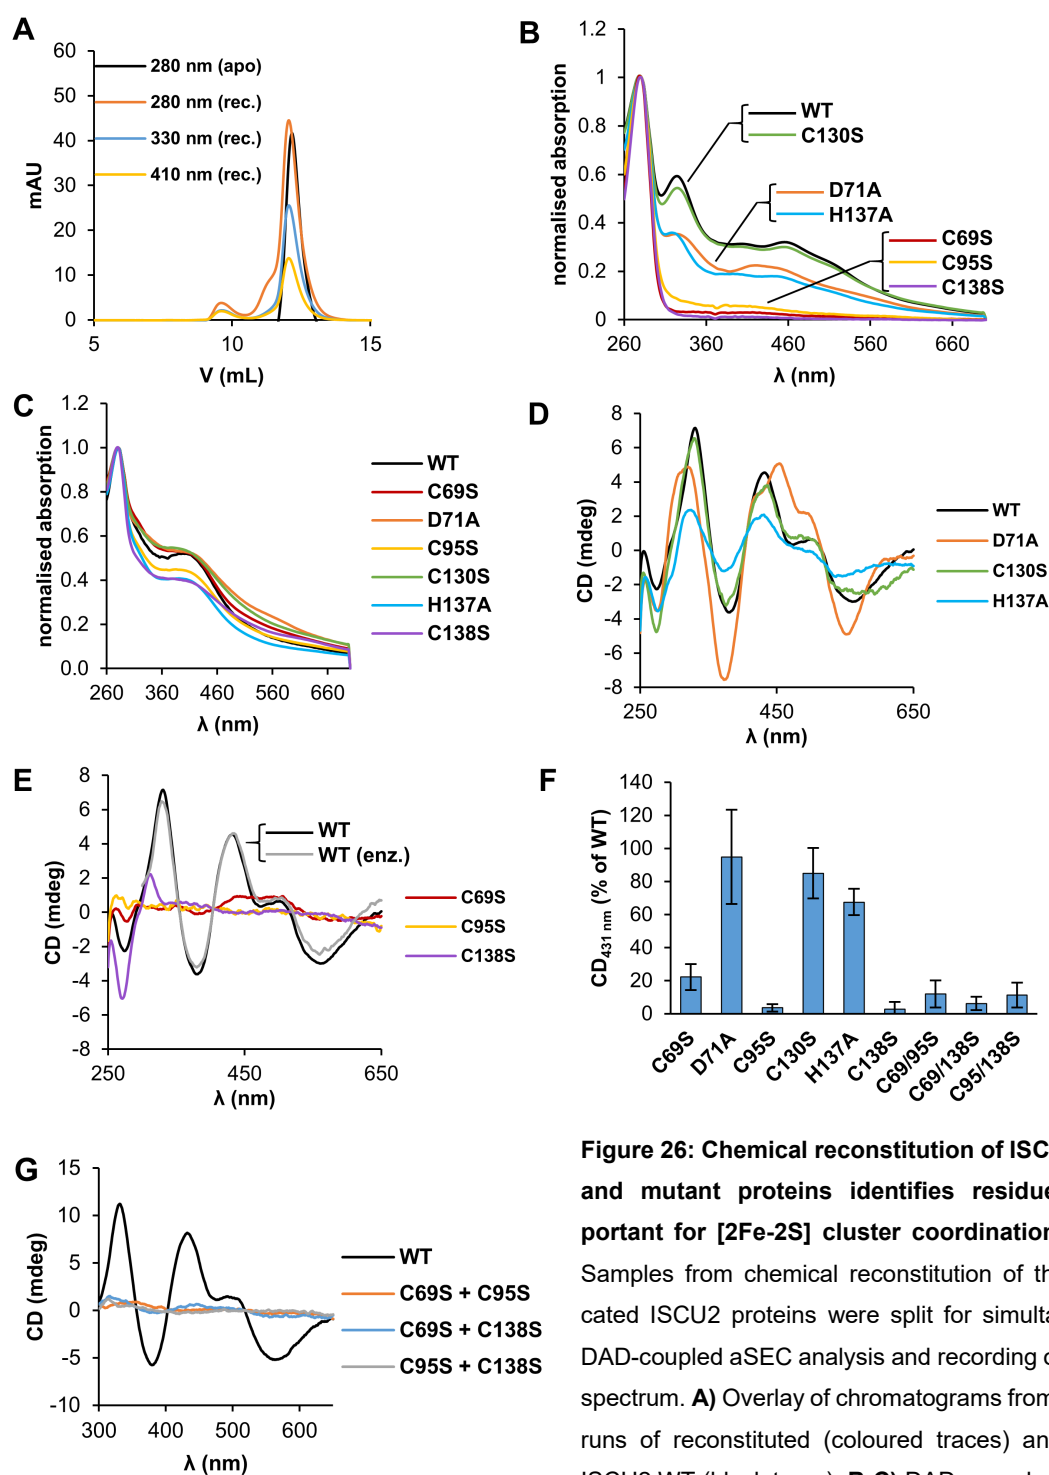 A
60
50
40
30
20
10
0
mAU
280 nm (apo)
280 nm (rec.)
330 nm (rec.)
410 nm (rec.)
5 10 15
V (mL)
B
1.2
1
0.8
0.6
0.4
0.2
0
normalised absorption
WT
C130S
D71A
H137A
C69S
C95S
C138S
260 360 460 560 660
λ (nm)
C
1.2
1.0
0.8
0.6
0.4
0.2
0.0
normalised absorption
WT
C69S
D71A
C95S
C130S
H137A
C138S
260 360 460 560 660
λ (nm)
D
8
6
4
2
0
-2
-4
-6
-8
CD (mdeg)
WT
D71A
C130S
H137A
250 450 650
λ (nm)
E
8
6
4
2
0
-2
-4
-6
-8
CD (mdeg)
WT
WT (enz.)
C69S
C95S
C138S
250 450 650
λ (nm)
F
140
120
100
80
60
40
20
0
CD431 nm (% of WT)
C69S
D71A
C95S
C130S
H137A
C138S
C69/95S
C69/138S
C95/138S
G
15
10
5
0
-5
-10
CD (mdeg)
WT
C69S + C95S
C69S + C138S
C95S + C138S
300 400 500 600
λ (nm)
Figure 26: Chemical reconstitution of ISC
and mutant proteins identifies residue
portant for [2Fe-2S] cluster coordination
Samples from chemical reconstitution of th
cated ISCU2 proteins were split for simulta
DAD-coupled aSEC analysis and recording o
spectrum. A) Overlay of chromatograms from
runs of reconstituted (coloured traces) an